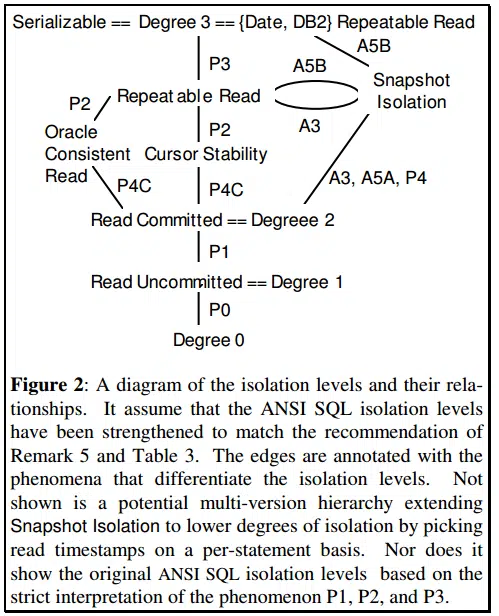 Serializable == Degree 3 == {Date, DB2} Repeatable Read
P3
A5B
A5B
P2
Repeatable Read
Snapshot
Isolation
A3
Oracle
Consistent
Read
P2
Cursor Stability
P4C
P4C
A3, A5A, P4
Read Committed == Degreee 2
P1
Read Uncommitted == Degree 1
P0
Degree 0
Figure 2: A diagram of the isolation levels and their rela-
tionships. It assume that the ANSI SQL isolation levels
have been strengthened to match the recommendation of
Remark 5 and Table 3. The edges are annotated with the
phenomena that differentiate the isolation levels. Not
shown is a potential multi-version hierarchy extending
Snapshot Isolation to lower degrees of isolation by picking
read timestamps on a per-statement basis. Nor does it
show the original ANSI SQL isolation levels based on the
strict interpretation of the phenomenon P1, P2, and P3.